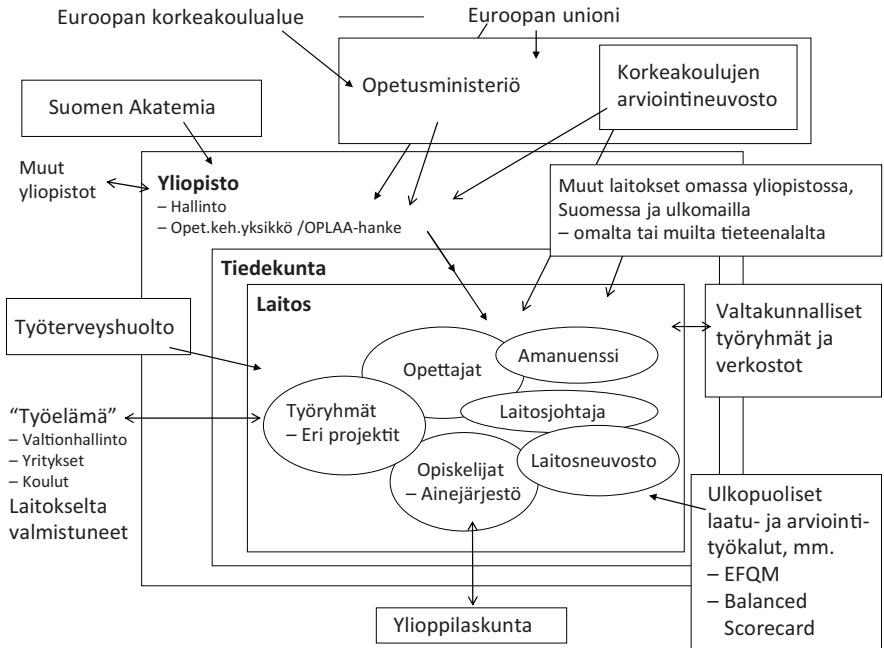 Euroopan korkeakoulualue
Euroopan unioni
Opetusministeriö
Korkeakoulujen
arviointineuvosto
Suomen Akatemia
Muut
yliopistot
Yliopisto
– Hallinto
– Opet.keh.yksikkö /OPLAA-hanke
Muut laitokset omassa yliopistossa,
Suomessa ja ulkomailla
– omalta tai muilta tieteenalalta
Tiedekunta
Laitos
Työterveyshuolto
Valtakunnalliset
työryhmät ja
verkostot
Opettajat
Amanuenssi
Työryhmät
– Eri projektit
Laitosjohtaja
Opiskelijat
– Ainejärjestö
Laitosneuvosto
“Työelämä”
– Valtionhallinto
– Yritykset
– Koulut
Laitokselta
valmistuneet
Ulkopuoliset
laatu- ja arviointi-
työkalut, mm.
– EFQM
– Balanced
Scorecard
Ylioppilaskunta